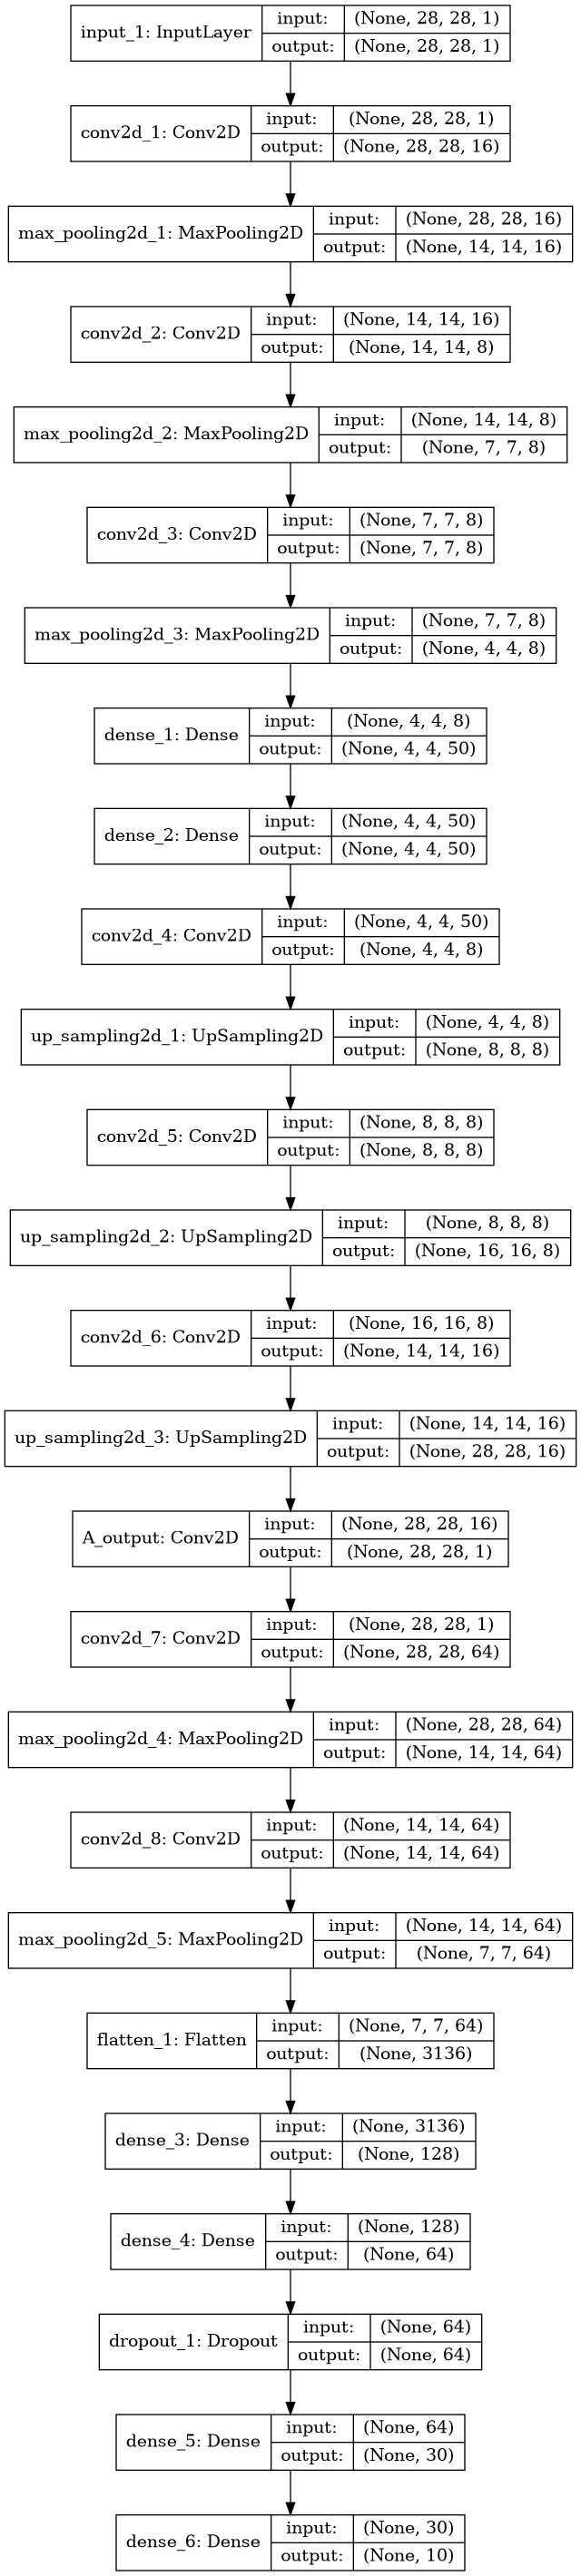 input_1: InputLayer input: (None, 28, 28, 1)
output: (None, 28, 28, 1)
conv2d_1: Conv2D input: (None, 28, 28, 1)
output: (None, 28, 28, 16)
max_pooling2d_1: MaxPooling2D input: (None, 28, 28, 16)
output: (None, 14, 14, 16)
conv2d_2: Conv2D input: (None, 14, 14, 16)
output: (None, 14, 14, 8)
max_pooling2d_2: MaxPooling2D input: (None, 14, 14, 8)
output: (None, 7, 7, 8)
conv2d_3: Conv2D input: (None, 7, 7, 8)
output: (None, 7, 7, 8)
max_pooling2d_3: MaxPooling2D input: (None, 7, 7, 8)
output: (None, 4, 4, 8)
dense_1: Dense input: (None, 4, 4, 8)
output: (None, 4, 4, 50)
dense_2: Dense input: (None, 4, 4, 50)
output: (None, 4, 4, 50)
conv2d_4: Conv2D input: (None, 4, 4, 50)
output: (None, 4, 4, 8)
up_sampling2d_1: UpSampling2D input: (None, 4, 4, 8)
output: (None, 8, 8, 8)
conv2d_5: Conv2D input: (None, 8, 8, 8)
output: (None, 8, 8, 8)
up_sampling2d_2: UpSampling2D input: (None, 8, 8, 8)
output: (None, 16, 16, 8)
conv2d_6: Conv2D input: (None, 16, 16, 8)
output: (None, 14, 14, 16)
up_sampling2d_3: UpSampling2D input: (None, 14, 14, 16)
output: (None, 28, 28, 16)
A_output: Conv2D input: (None, 28, 28, 16)
output: (None, 28, 28, 1)
conv2d_7: Conv2D input: (None, 28, 28, 1)
output: (None, 28, 28, 64)
max_pooling2d_4: MaxPooling2D input: (None, 28, 28, 64)
output: (None, 14, 14, 64)
conv2d_8: Conv2D input: (None, 14, 14, 64)
output: (None, 14, 14, 64)
max_pooling2d_5: MaxPooling2D input: (None, 14, 14, 64)
output: (None, 7, 7, 64)
flatten_1: Flatten input: (None, 7, 7, 64)
output: (None, 3136)
dense_3: Dense input: (None, 3136)
output: (None, 128)
dense_4: Dense input: (None, 128)
output: (None, 64)
dropout_1: Dropout input: (None, 64)
output: (None, 64)
dense_5: Dense input: (None, 64)
output: (None, 30)
dense_6: Dense input: (None, 30)
output: (None, 10)